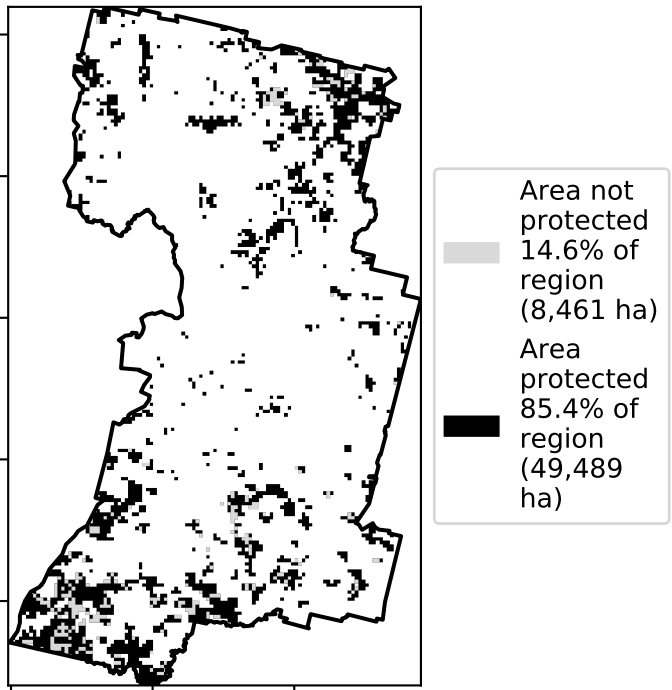 Area not
protected
14.6% of
region
(8,461 ha)
Area
protected
85.4% of
region
(49,489
ha)